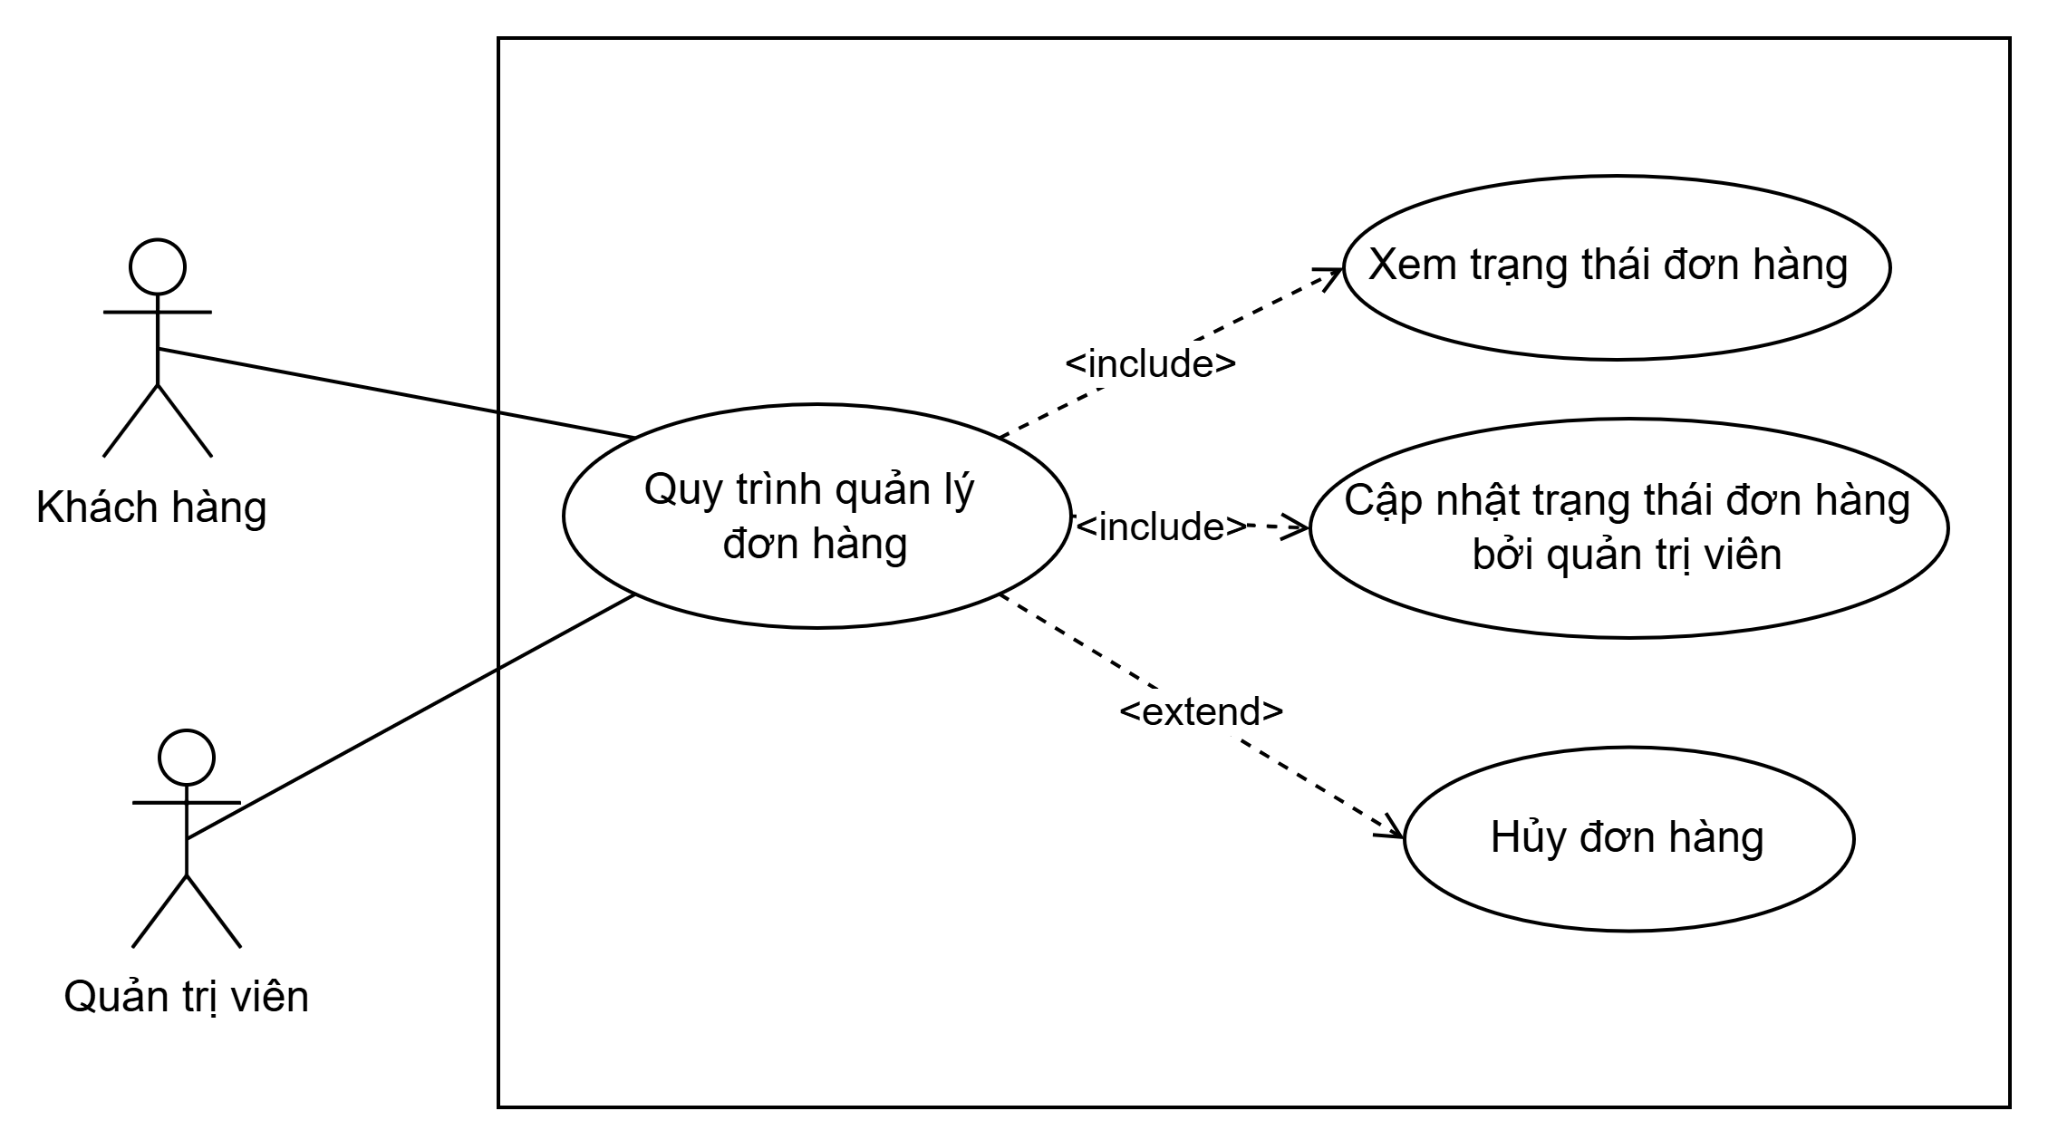 Khách hàng
Quản trị viên
Quy trình quản lý
đơn hàng
<include>
<include>
<extend>
Xem trạng thái đơn hàng
Cập nhật trạng thái đơn hàng
bởi quản trị viên
Hủy đơn hàng